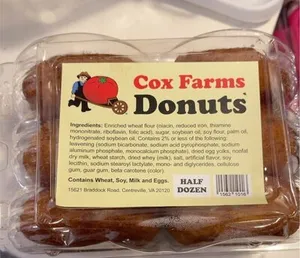 Cox Farms
Donuts
Ingredients: Enriched wheat flour (niacin, reduced iron, thiamine
mononitrate, riboflavin, folic acid), sugar, soybean oil, soy flour, palm oil,
hydrogenated soybean oil. Contains 2% or less of the following:
leavening (sodium bicarbonate, sodium acid pyrophosphate, sodium
aluminum phosphate, monocalcium phosphate), dried egg yolks, nonfat
dry milk, wheat starch, dried whey (milk), salt, artificial flavor, soy
lecithin, sodium stearoyl lactylate, mono- and diglycerides, cellulose
gum, guar gum, beta carotene (color).
Contains Wheat, Soy, Milk and Eggs.
15621 Braddock Road, Centreville, VA 20120
HALF
DOZEN